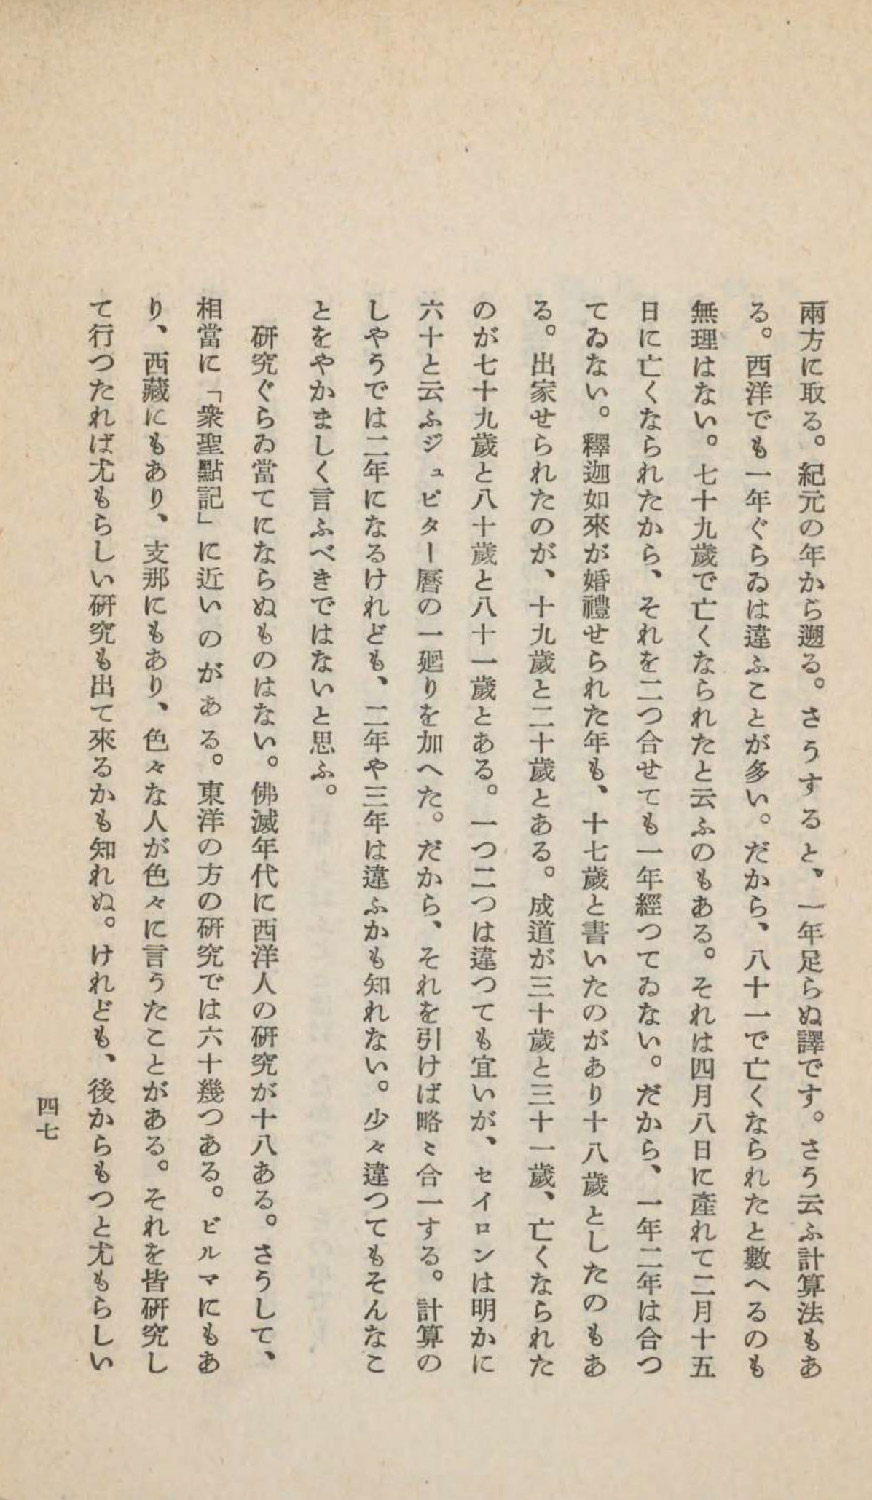 兩方に取る。紀元の年から遡る。さうすると、一年足らぬ譯です。さう云ふ計算法もあ
る。西洋でも一年ぐらゐは違ふことが多い。だから、八十一で亡くなられたと數へるのも
無理はない。七十九歲で亡くなられたと云ふのもある。それは四月八日に產れて二月十五
日に亡くなられたから、それを二つ合せても一年經つてゐない。だから、一年二年は合つ
てゐない。釋迦如來が婚禮せられた年も、十七歲と書いたのがあり十八歲としたのもあ
る。出家せられたのが、十九歲と二十歲とある。成道が三十歲と三十一歲、亡くなられた
のが七十九歲と八十歲と八十一歲とある。一つ二つは違つても宜いが、セイロンは明かに
六十と云ふジュピター曆の一廻りを加へた。だから、それを引けば略〻合一する。計算の
しやうでは二年になるけれども、二年や三年は違ふかも知れない。少々違つてもそんなこ
とをやかましく言ふべきではないと思ふ。
研究ぐらゐ當てにならぬものはない。佛滅年代に西洋人の研究が十八ある。さうして、
相當に「衆聖點記」に近いのがある。東洋の方の研究では六十幾つある。ビルマにもあ
り、西藏にもあり、支那にもあり、色々な人が色々に言うたことがある。それを皆研究し
て行つたれば尤もらしい研究も出て來るかも知れぬ。けれども、後からもつと尤もらしい
四七